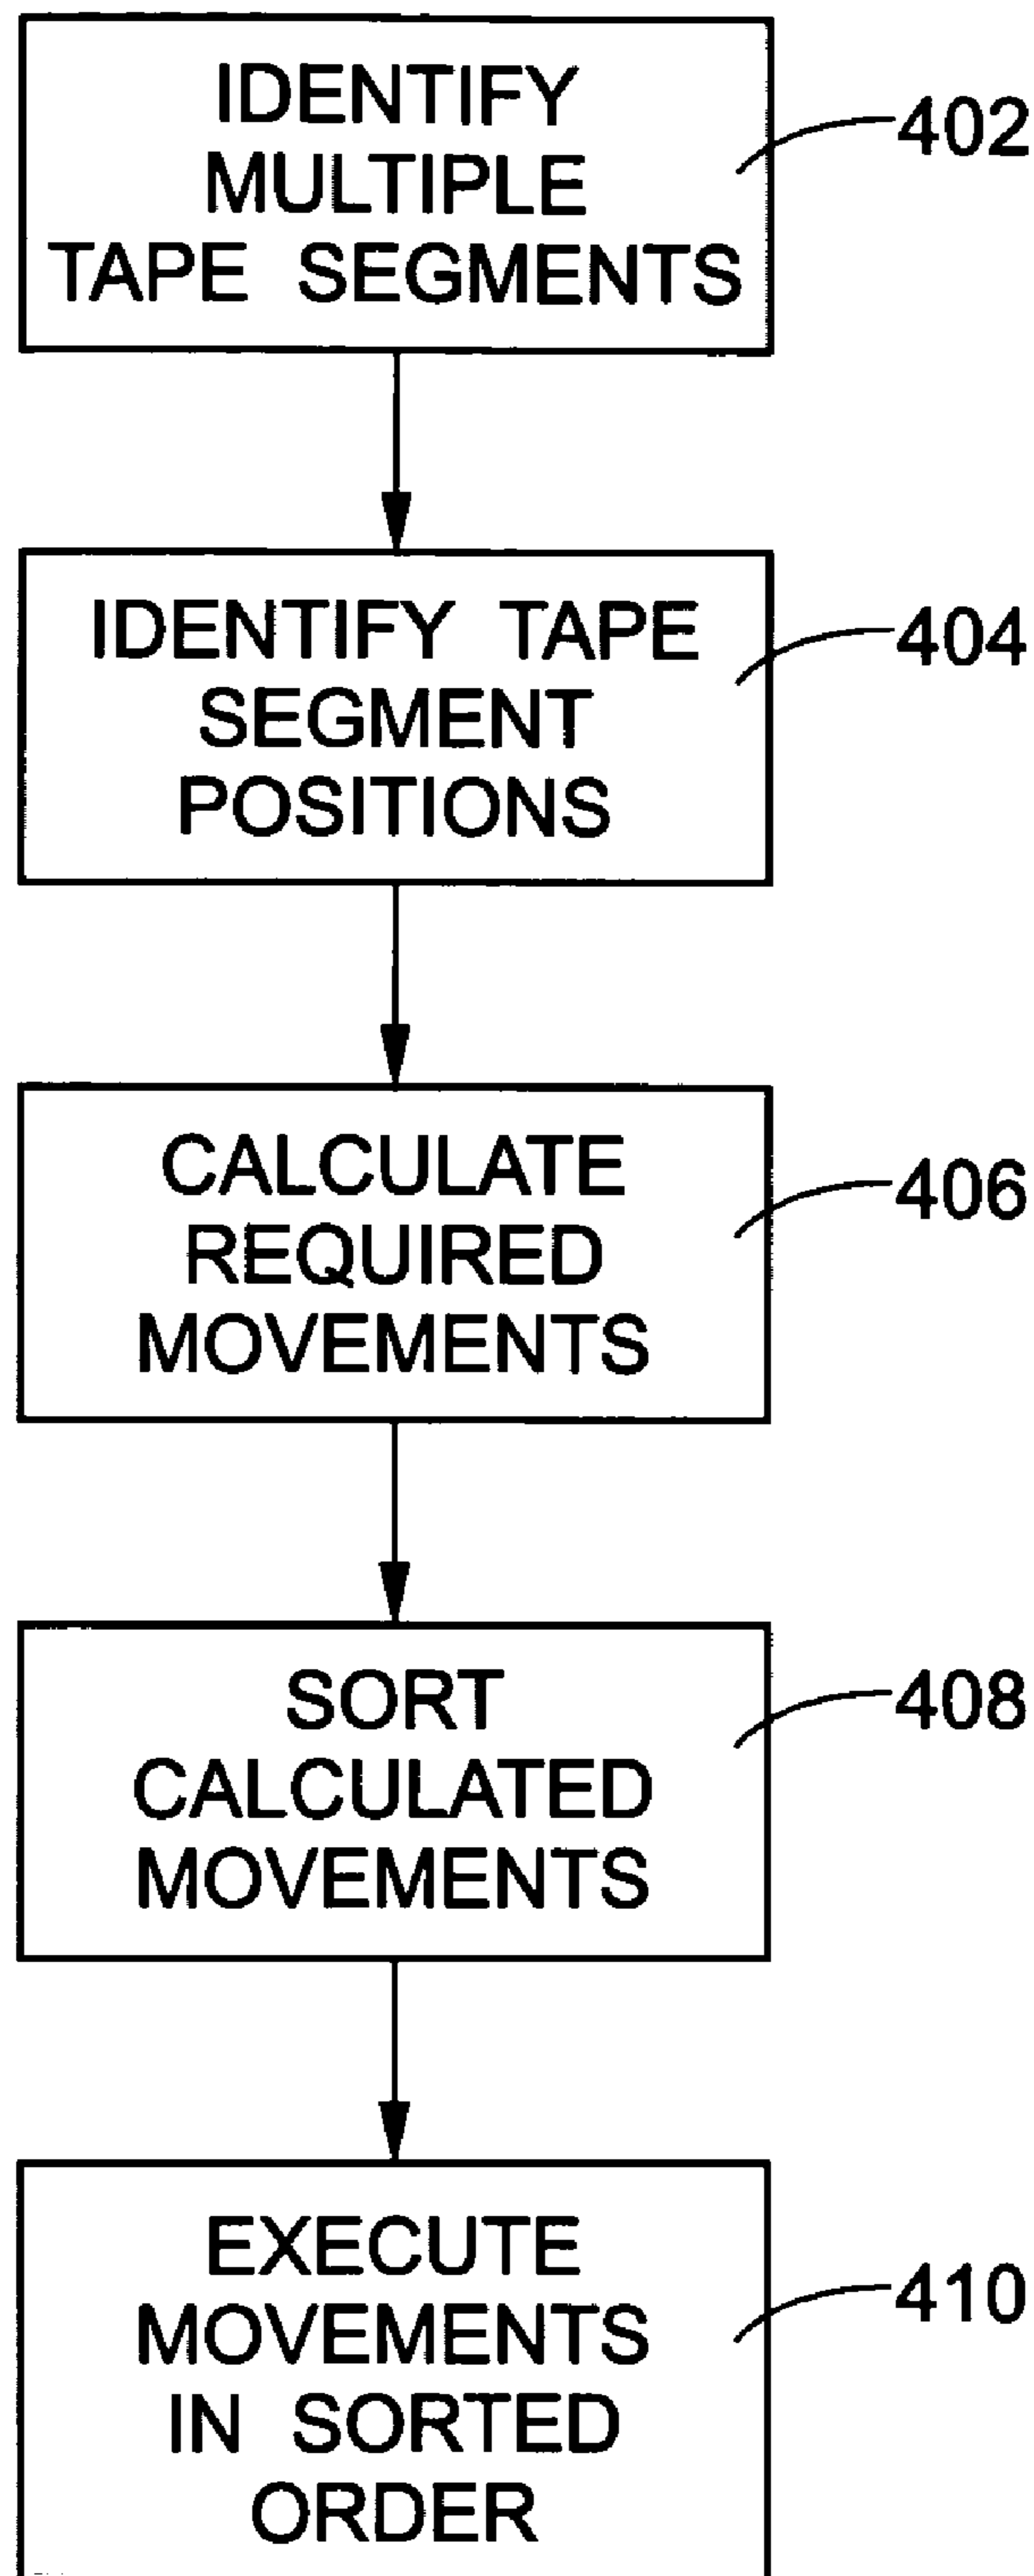 IDENTIFY
MULTIPLE
TAPE SEGMENTS
402
IDENTIFY TAPE
SEGMENT
POSITIONS
404
CALCULATE
REQUIRED
MOVEMENTS
406
SORT
CALCULATED
MOVEMENTS
408
EXECUTE
MOVEMENTS
IN SORTED
ORDER
410